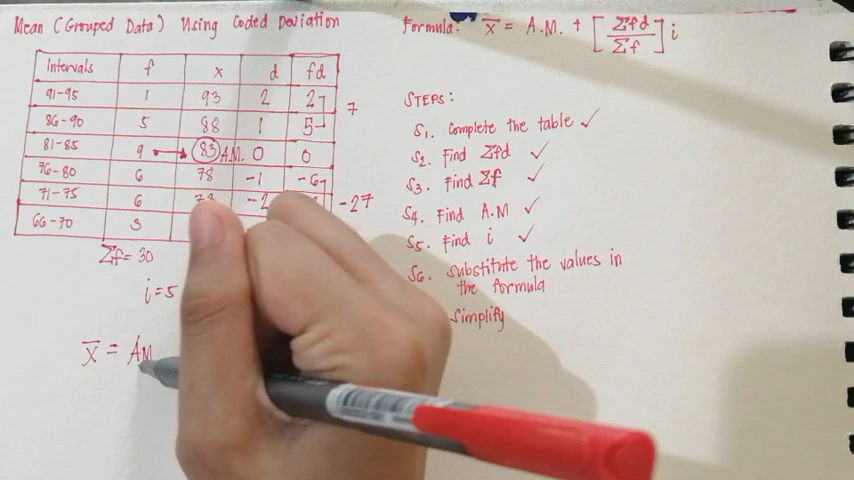 Mean (Grouped Data) Using Coded Deviation
Formula: x̄ = A.M. + [Σfd / Σf] i
Intervals f x d fd
91-95 1 93 2 2
86-90 5 88 1 5
7
81-85 9 83 A.M. 0 0
76-80 6 78 -1 -6
71-75 6 73 -2
-27
66-70 3
Σf = 30
i = 5
x̄ = AM
STEPS:
S1. Complete the table ✓
S2. Find Σfd ✓
S3. Find Σf ✓
S4. Find A.M ✓
S5. Find i ✓
S6. Substitute the values in
the formula
Simplify